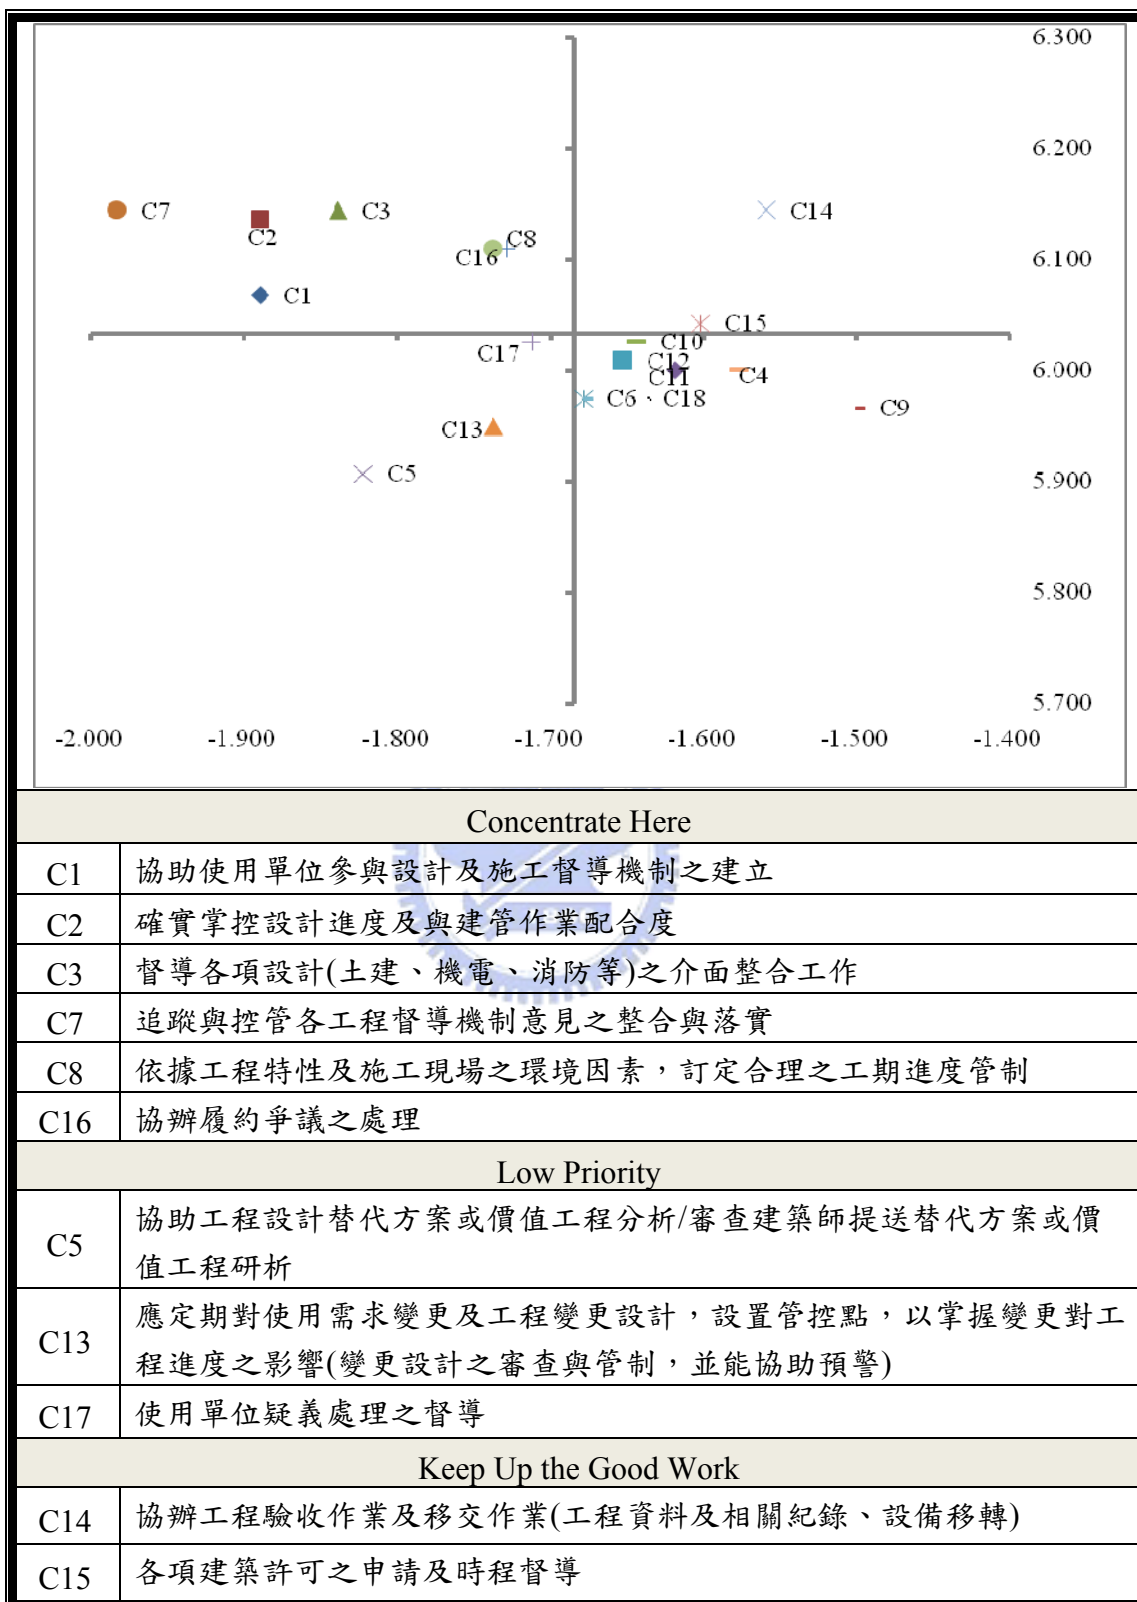 6.300
6.200
C7
C3
C14
C2
C8
C16
6.100
C1
C15
C17
C10
C12
C11
C4
6.000
C6、C18
C9
C13
C5
5.900
5.800
5.700
-2.000 -1.900 -1.800 -1.700 -1.600 -1.500 -1.400
Concentrate Here
C1 協助使用單位參與設計及施工督導機制之建立
C2 確實掌控設計進度及與建管作業配合度
C3 督導各項設計(土建、機電、消防等)之介面整合工作
C7 追蹤與控管各工程督導機制意見之整合與落實
C8 依據工程特性及施工現場之環境因素，訂定合理之工期進度管制
C16 協辦履約爭議之處理
Low Priority
C5 協助工程設計替代方案或價值工程分析/審查建築師提送替代方案或價
值工程研析
C13 應定期對使用需求變更及工程變更設計，設置管控點，以掌握變更對工
程進度之影響(變更設計之審查與管制，並能協助預警)
C17 使用單位疑義處理之督導
Keep Up the Good Work
C14 協辦工程驗收作業及移交作業(工程資料及相關紀錄、設備移轉)
C15 各項建築許可之申請及時程督導